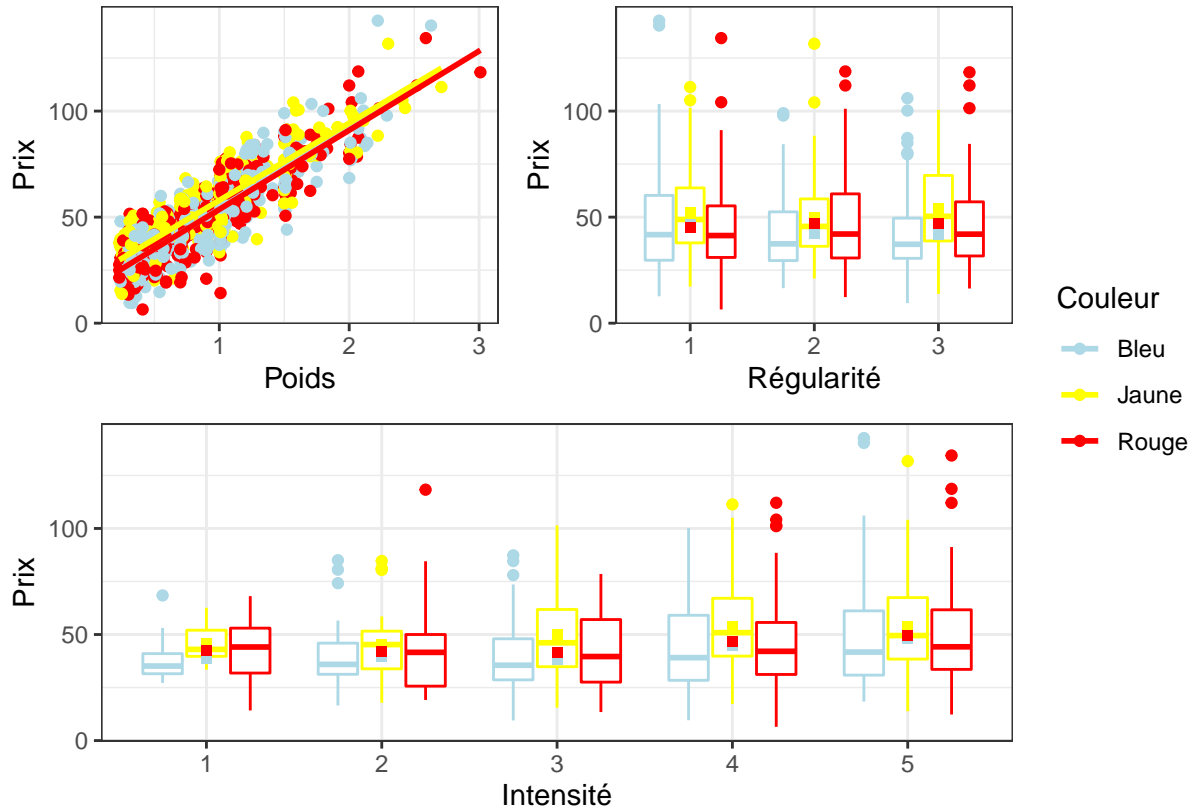 Prix
100
50
0
1 2 3
Poids
Prix
100
50
0
1 2 3
Régularité
Prix
100
50
0
1 2 3 4 5
Intensité
Couleur
Bleu
Jaune
Rouge